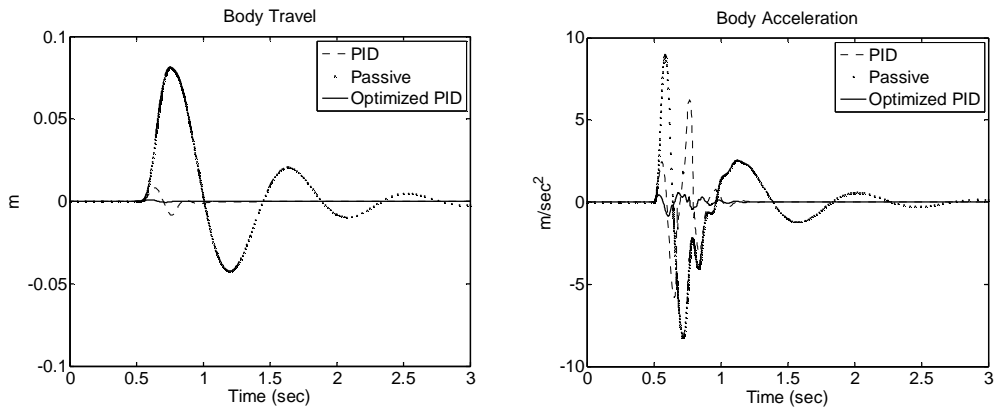 Body Travel
0.1
0.05
0
-0.05
-0.1
m
0
0.5
1
1.5
2
2.5
3
Time (sec)
PID
Passive
Optimized PID
Body Acceleration
10
5
0
-5
-10
m/sec²
0
0.5
1
1.5
2
2.5
3
Time (sec)
PID
Passive
Optimized PID